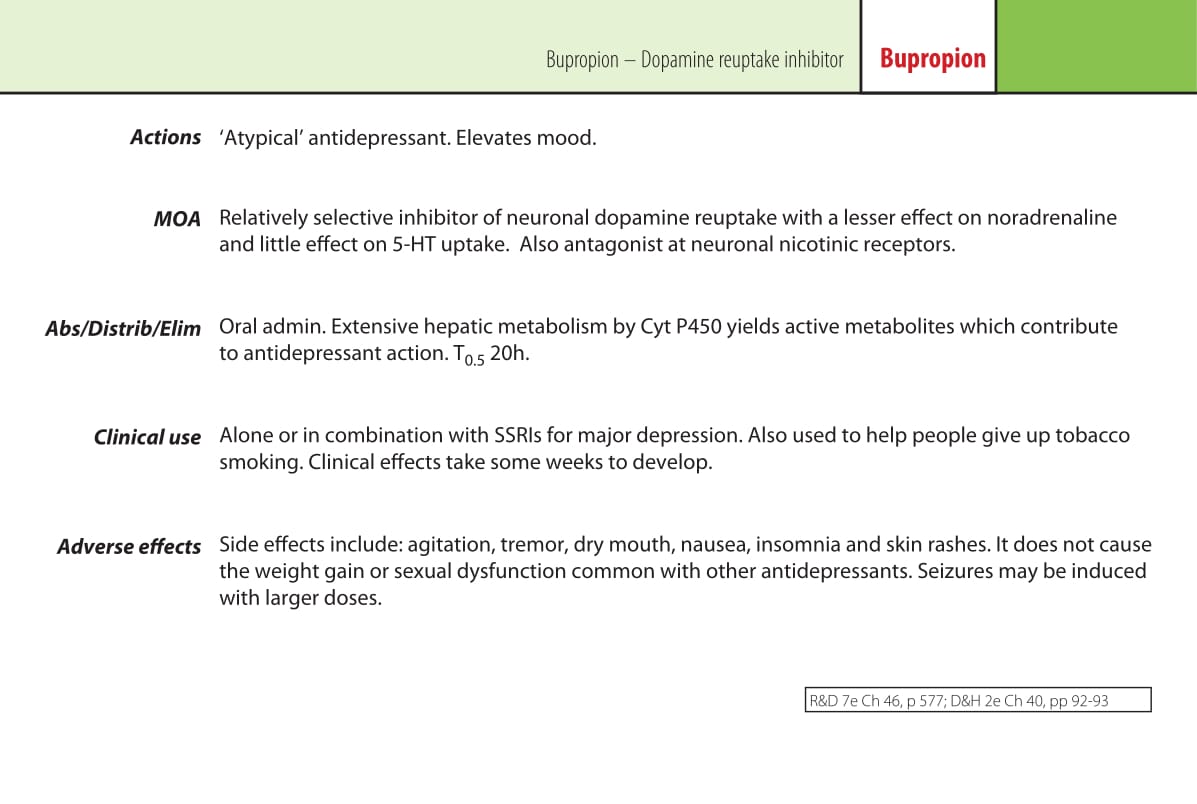 Bupropion – Dopamine reuptake inhibitor
Bupropion
Actions ‘Atypical’ antidepressant. Elevates mood.
MOA Relatively selective inhibitor of neuronal dopamine reuptake with a lesser effect on noradrenaline
and little effect on 5-HT uptake.  Also antagonist at neuronal nicotinic receptors.
Abs/Distrib/Elim Oral admin. Extensive hepatic metabolism by Cyt P450 yields active metabolites which contribute
to antidepressant action. T0.5 20h.
Clinical use Alone or in combination with SSRIs for major depression. Also used to help people give up tobacco
smoking. Clinical effects take some weeks to develop.
Adverse effects Side effects include: agitation, tremor, dry mouth, nausea, insomnia and skin rashes. It does not cause
the weight gain or sexual dysfunction common with other antidepressants. Seizures may be induced
with larger doses.
R&D 7e Ch 46, p 577; D&H 2e Ch 40, pp 92-93